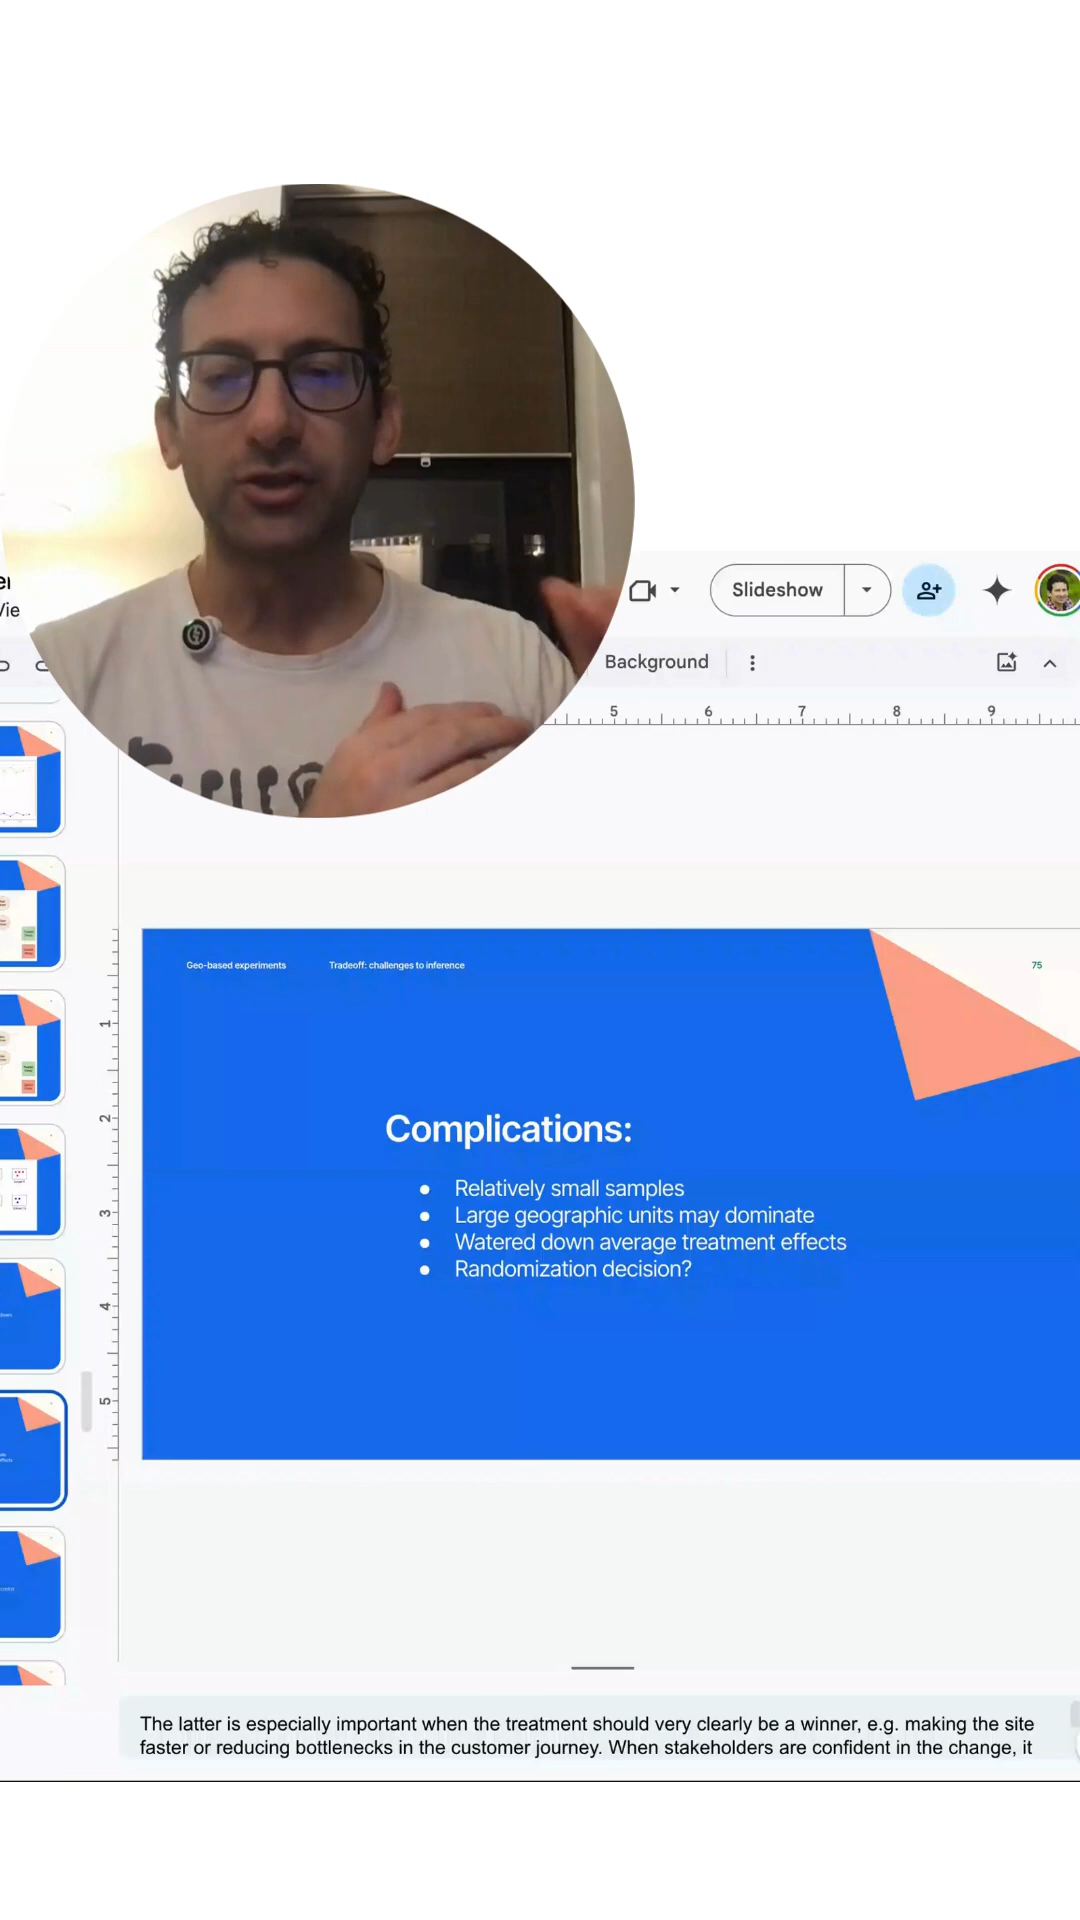 er
Vie
Slideshow
Background
5 6 7 8 9
Geo-based experiments
Tradeoff: challenges to inference
75
1
2
3
4
5
Complications:
● Relatively small samples
● Large geographic units may dominate
● Watered down average treatment effects
● Randomization decision?
The latter is especially important when the treatment should very clearly be a winner, e.g. making the site
faster or reducing bottlenecks in the customer journey. When stakeholders are confident in the change, it